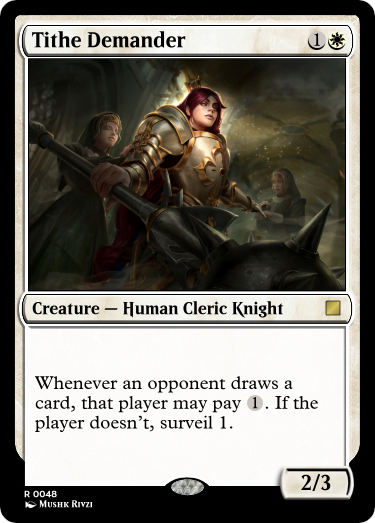 Tithe Demander 1
Creature — Human Cleric Knight
Whenever an opponent draws a
card, that player may pay 1. If the
player doesn't, surveil 1.
2/3
R 0048
Mushk Rivzi